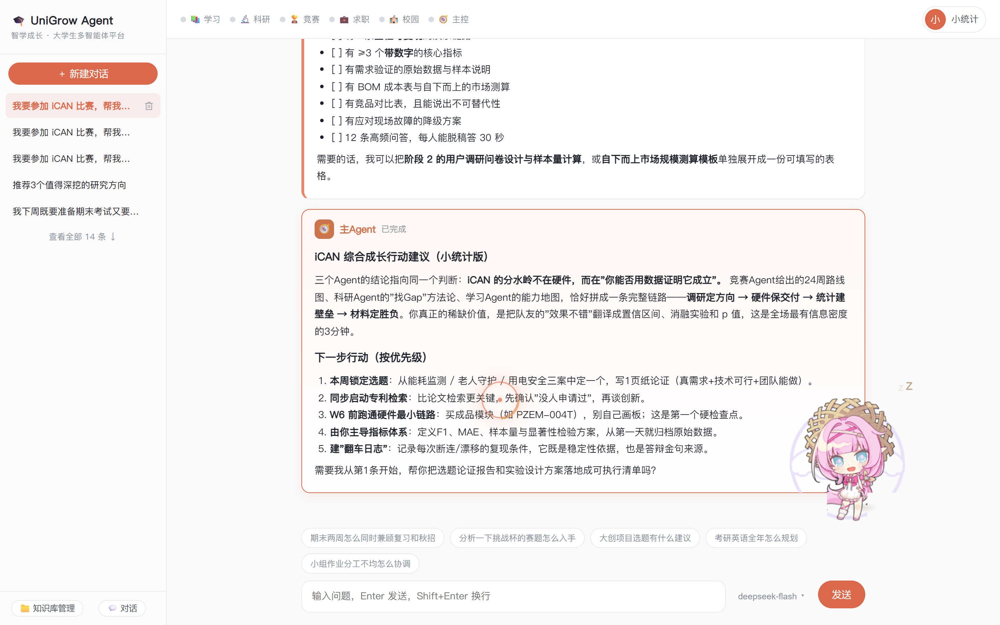 UniGrow Agent
智学成长 · 大学生多智能体平台
+ 新建对话
我要参加 iCAN 比赛，帮我...
我要参加 iCAN 比赛，帮我...
我要参加 iCAN 比赛，帮我...
推荐3个值得深挖的研究方向
我下周既要准备期末考试又要...
查看全部 14 条 ↓
知识库管理
对话
学习 科研 竞赛 求职 校园 主控
小 小统计
[ ] 有 ≥3 个带数字的核心指标
[ ] 有需求验证的原始数据与样本说明
[ ] 有 BOM 成本表与自下而上的市场测算
[ ] 有竞品对比表，且能说出不可替代性
[ ] 有应对现场故障的降级方案
[ ] 12 条高频问答，每人能脱稿答 30 秒
需要的话，我可以把阶段 2 的用户调研问卷设计与样本量计算，或自下而上市场规模测算模板单独展开成一份可填写的表
格。
主Agent 已完成
iCAN 综合成长行动建议（小统计版）
三个Agent的结论指向同一个判断：iCAN 的分水岭不在硬件，而在”你能否用数据证明它成立”。 竞赛Agent给出的24周路线
图、科研Agent的”找Gap”方法论、学习Agent的能力地图，恰好拼成一条完整链路——调研定方向 → 硬件保交付 → 统计建
壁垒 → 材料定胜负。你真正的稀缺价值，是把队友的”效果不错”翻译成置信区间、消融实验和 p 值，这是全场最有信息密度
的3分钟。
下一步行动（按优先级）
1. 本周锁定选题：从能耗监测 / 老人守护 / 用电安全三案中定一个，写1页纸论证（真需求+技术可行+团队能做）。
2. 同步启动专利检索：比论文检索更关键，先确认”没人申请过”，再谈创新。
3. W6 前跑通硬件最小链路：买成品模块（如 PZEM-004T），别自己画板；这是第一个硬检查点。
4. 由你主导指标体系：定义F1、MAE、样本量与显著性检验方案，从第一天就归档原始数据。
5. 建”翻车日志”：记录每次断连/漂移的复现条件，它既是稳定性依据，也是答辩金句来源。
需要我从第1条开始，帮你把选题论证报告和实验设计方案落地成可执行清单吗？
z Z
期末两周怎么同时兼顾复习和秋招
分析一下挑战杯的赛题怎么入手
大创项目选题有什么建议
考研英语全年怎么规划
小组作业分工不均怎么协调
输入问题，Enter 发送，Shift+Enter 换行
deepseek-flash
发送